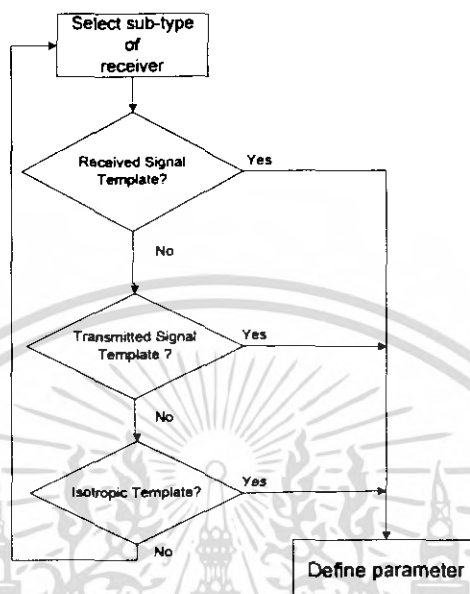 Select sub-type
of
receiver
Received Signal
Template?
Yes
No
Transmitted Signal
Template ?
Yes
No
Isotropic Template?
Yes
No
Define parameter